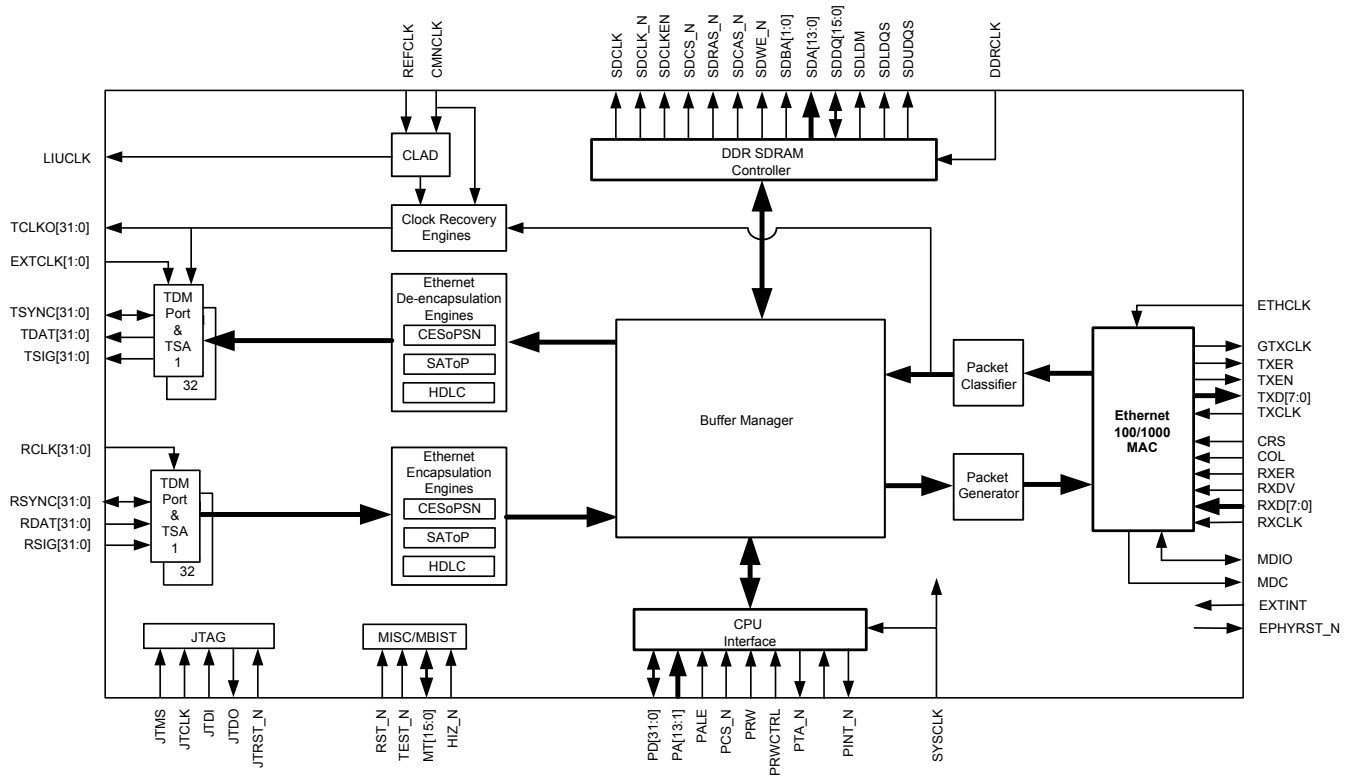 REFCLK
CMNCLK
SDCLK
SDCLK_N
SDCLKEN
SDCS_N
SDRAS_N
SDCAS_N
SDWE_N
SDBA[1:0]
SDA[13:0]
SDDQ[15:0]
SDLDM
SDLDQS
SDUDQS
DDRCLK
LIUCLK
CLAD
DDR SDRAM
Controller
TCLKO[31:0]
Clock Recovery
Engines
EXTCLK[1:0]
TSYNC[31:0]
TDAT[31:0]
TSIG[31:0]
TDM
Port
&
TSA
1
32
Ethernet
De-encapsulation
Engines
CESoPSN
SAToP
HDLC
Buffer Manager
Packet
Classifier
Packet
Generator
Ethernet
100/1000
MAC
ETHCLK
GTXCLK
TXER
TXEN
TXD[7:0]
TXCLK
CRS
COL
RXER
RXDV
RXD[7:0]
RXCLK
MDIO
MDC
EXTINT
EPHYRST_N
RCLK[31:0]
RSYNC[31:0]
RDAT[31:0]
RSIG[31:0]
TDM
Port
&
TSA
1
32
Ethernet
Encapsulation
Engines
CESoPSN
SAToP
HDLC
JTAG
MISC/MBIST
CPU
Interface
JTMS
JTCLK
JTDI
JTDO
JTRST_N
RST_N
TEST_N
MT[15:0]
HIZ_N
PD[31:0]
PA[13:1]
PALE
PCS_N
PRW
PRWCTRL
PTA_N
PINT_N
SYSCLK